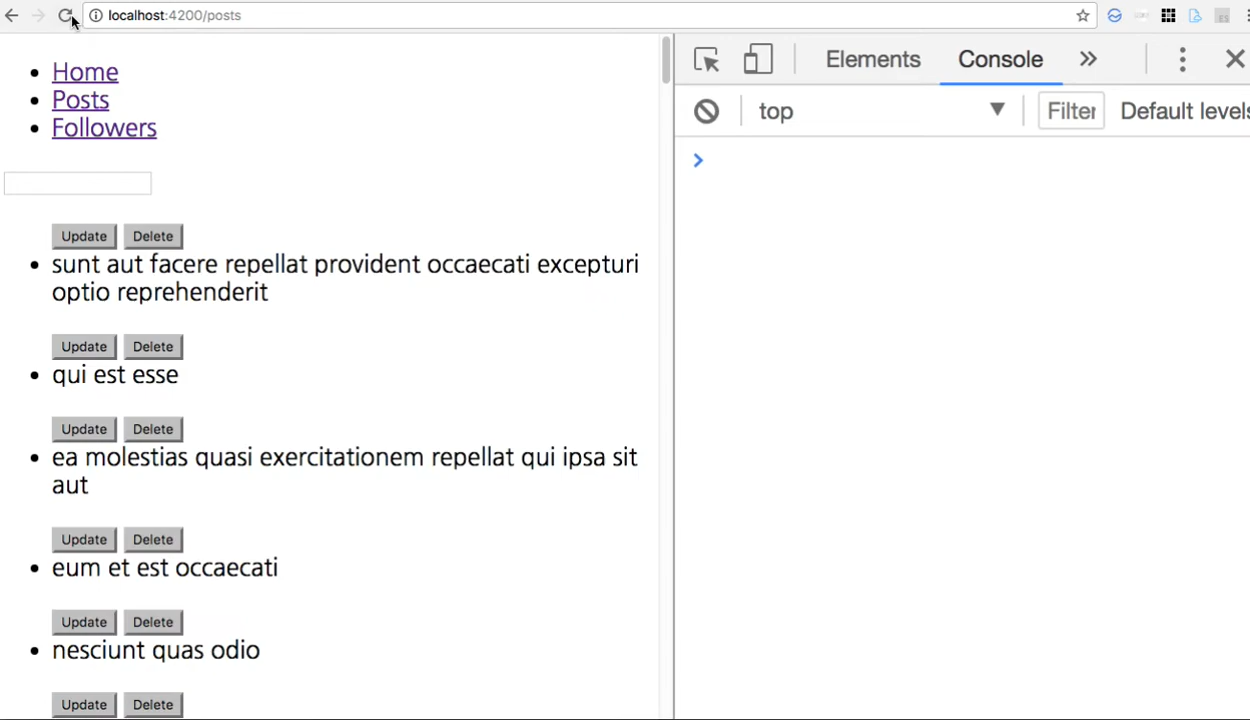 localhost:4200/posts
Home
Posts
Followers
Update Delete
sunt aut facere repellat provident occaecati excepturi
optio reprehenderit
Update Delete
qui est esse
Update Delete
ea molestias quasi exercitationem repellat qui ipsa sit
aut
Update Delete
eum et est occaecati
Update Delete
nesciunt quas odio
Update Delete
Elements Console
top Filter Default levels